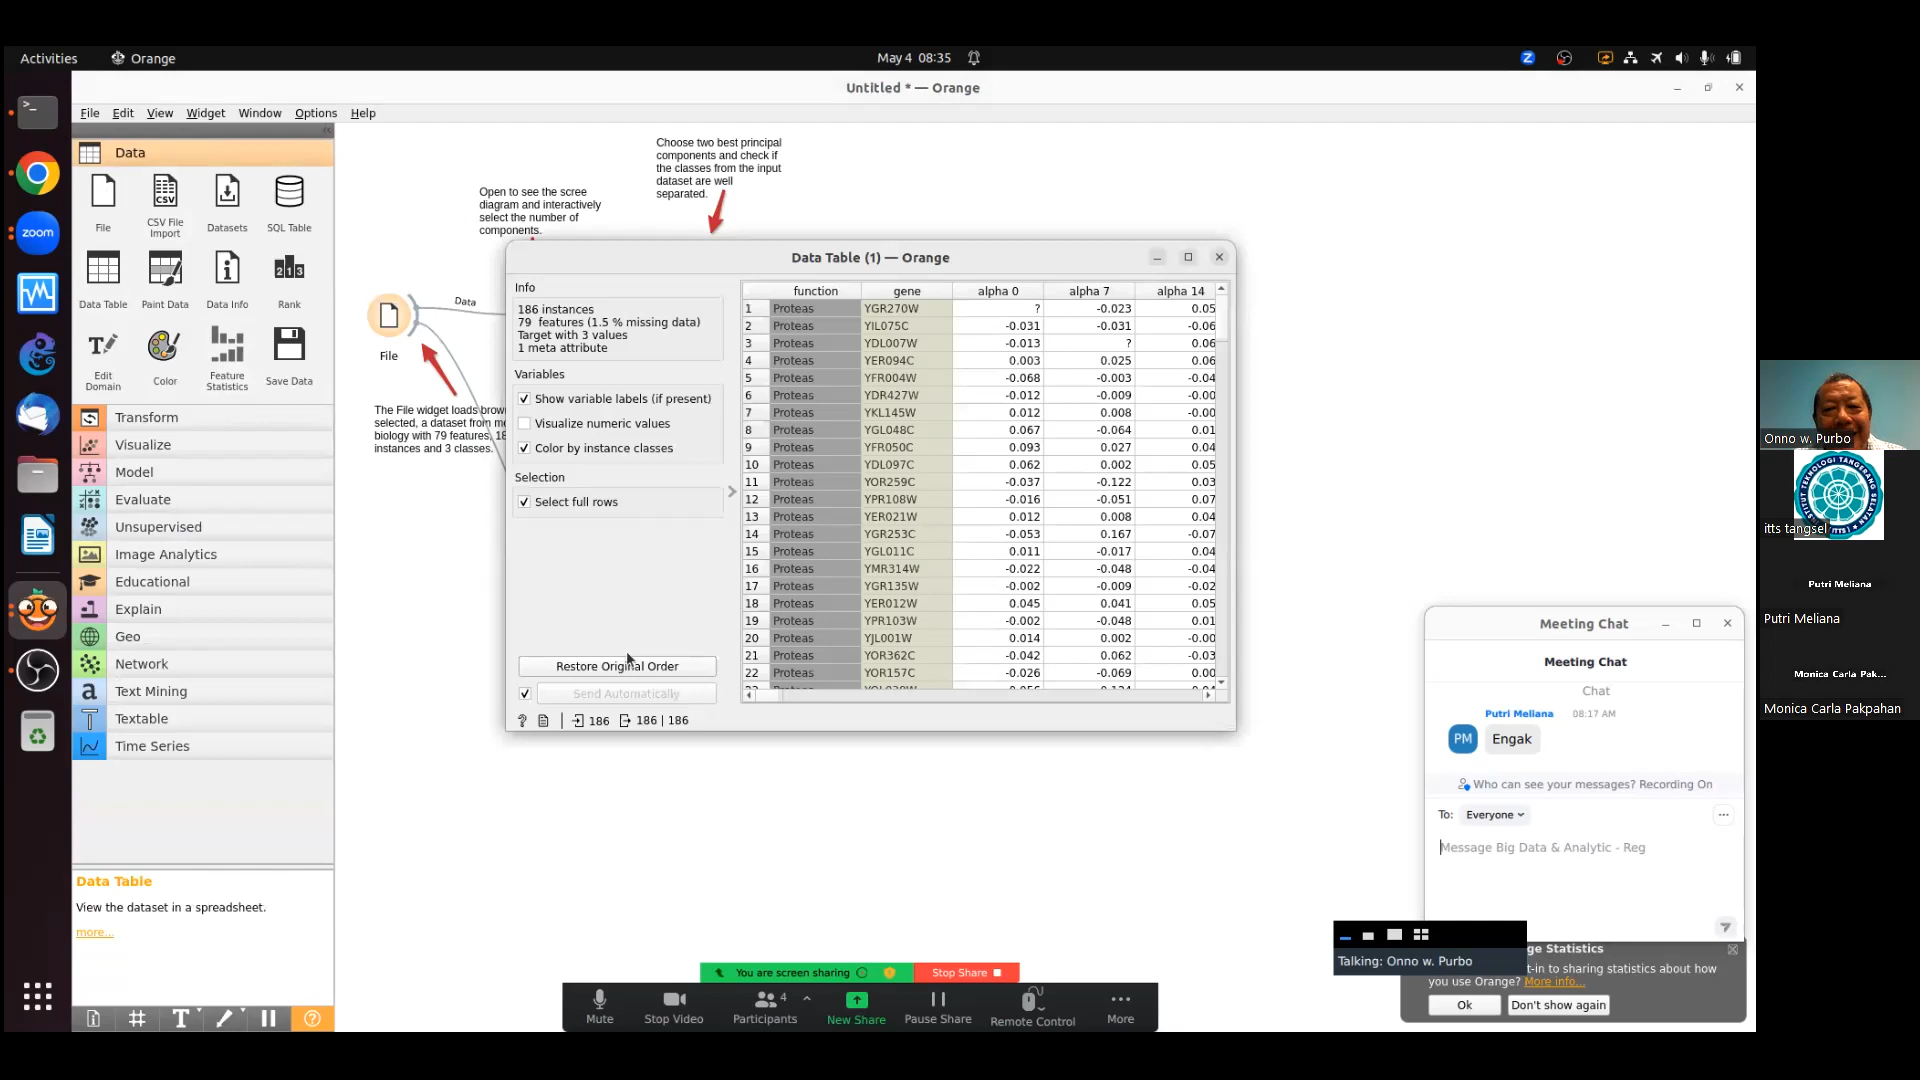 Activities
Orange
May 4 08:35
Untitled * — Orange
File Edit View Widget Window Options Help
Data
File
CSV File Import
Datasets
SQL Table
Data Table
Paint Data
Data Info
Rank
Edit Domain
Color
Feature Statistics
Save Data
Transform
Visualize
Model
Evaluate
Unsupervised
Image Analytics
Educational
Explain
Geo
Network
Text Mining
Textable
Time Series
Data Table
View the dataset in a spreadsheet.
more...
Choose two best principal
components and check if
the classes from the input
dataset are well
separated.
Open to see the scree
diagram and interactively
select the number of
components.
Data
File
The File widget loads brow
selected, a dataset from mo
biology with 79 features, 18
instances and 3 classes.
Data Table (1) — Orange
Info
186 instances
79 features (1.5 % missing data)
Target with 3 values
1 meta attribute
Variables
Show variable labels (if present)
Visualize numeric values
Color by instance classes
Selection
Select full rows
Restore Original Order
Send Automatically
? 186 186 | 186
function gene alpha 0 alpha 7 alpha 14
1 Proteas YGR270W ? -0.023 0.05
2 Proteas YIL075C -0.031 -0.031 -0.06
3 Proteas YDL007W -0.013 ? 0.06
4 Proteas YER094C 0.003 0.025 0.06
5 Proteas YFR004W -0.068 -0.003 -0.04
6 Proteas YDR427W -0.012 -0.009 -0.00
7 Proteas YKL145W 0.012 0.008 -0.00
8 Proteas YGL048C 0.067 -0.064 0.01
9 Proteas YFR050C 0.093 0.027 0.04
10 Proteas YDL097C 0.062 0.002 0.05
11 Proteas YOR259C -0.037 -0.122 0.03
12 Proteas YPR108W -0.016 -0.051 0.07
13 Proteas YER021W 0.012 0.008 0.04
14 Proteas YGR253C -0.053 0.167 -0.07
15 Proteas YGL011C 0.011 -0.017 0.04
16 Proteas YMR314W -0.022 -0.048 -0.04
17 Proteas YGR135W -0.002 -0.009 -0.02
18 Proteas YER012W 0.045 0.041 0.05
19 Proteas YPR103W -0.002 -0.048 0.01
20 Proteas YJL001W 0.014 0.002 -0.00
21 Proteas YOR362C -0.042 0.062 -0.03
22 Proteas YOR157C -0.026 -0.069 0.00
zoom
Meeting Chat
Meeting Chat
Chat
Putri Meliana 08:17 AM
PM Engak
Who can see your messages? Recording On
To: Everyone
Message Big Data & Analytic - Reg
ge Statistics
t-in to sharing statistics about how
you use Orange? More info...
Ok
Don't show again
Talking: Onno w. Purbo
You are screen sharing
Stop Share
Mute
Stop Video
Participants 4
New Share
Pause Share
Remote Control
More
Onno w. Purbo
itts tangsel
Putri Meliana
Putri Meliana
Monica Carla Pak...
Monica Carla Pakpahan